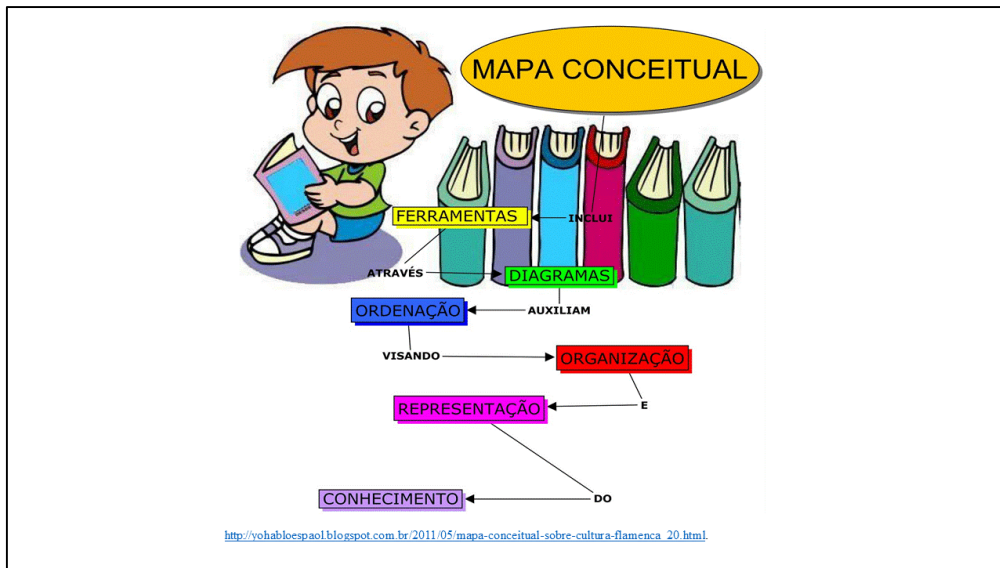 MAPA CONCEITUAL
INCLUI
FERRAMENTAS
ATRAVÉS
DIAGRAMAS
AUXILIAM
ORDENAÇÃO
VISANDO
ORGANIZAÇÃO
E
REPRESENTAÇÃO
DO
CONHECIMENTO
http://yohabloespaol.blogspot.com.br/2011/05/mapa-conceitual-sobre-cultura-flamenca_20.html.